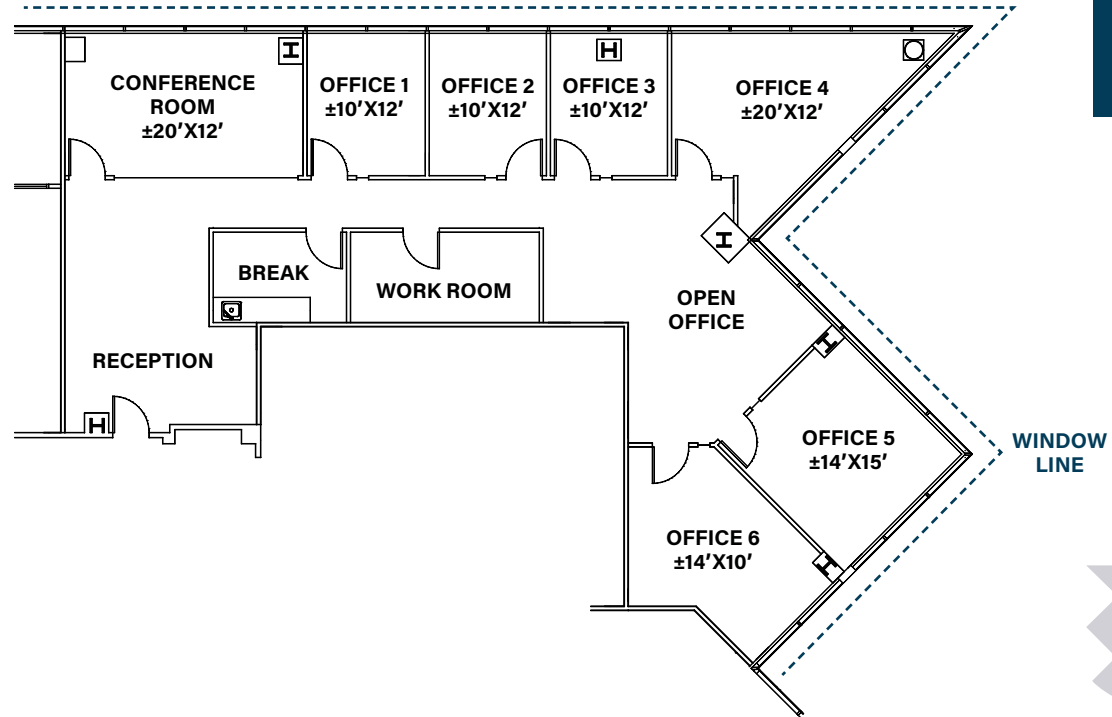 CONFERENCE
ROOM
±20′X12′
OFFICE 1
±10′X12′
OFFICE 2
±10′X12′
OFFICE 3
±10′X12′
OFFICE 4
±20′X12′
BREAK
WORK ROOM
OPEN
OFFICE
RECEPTION
OFFICE 5
±14′X15′
WINDOW
LINE
OFFICE 6
±14′X10′